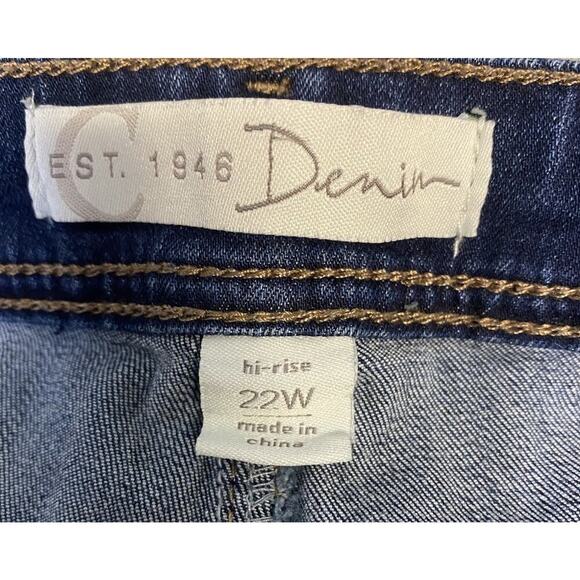 C
EST. 1946 Denim
hi-rise
22W
made in
china